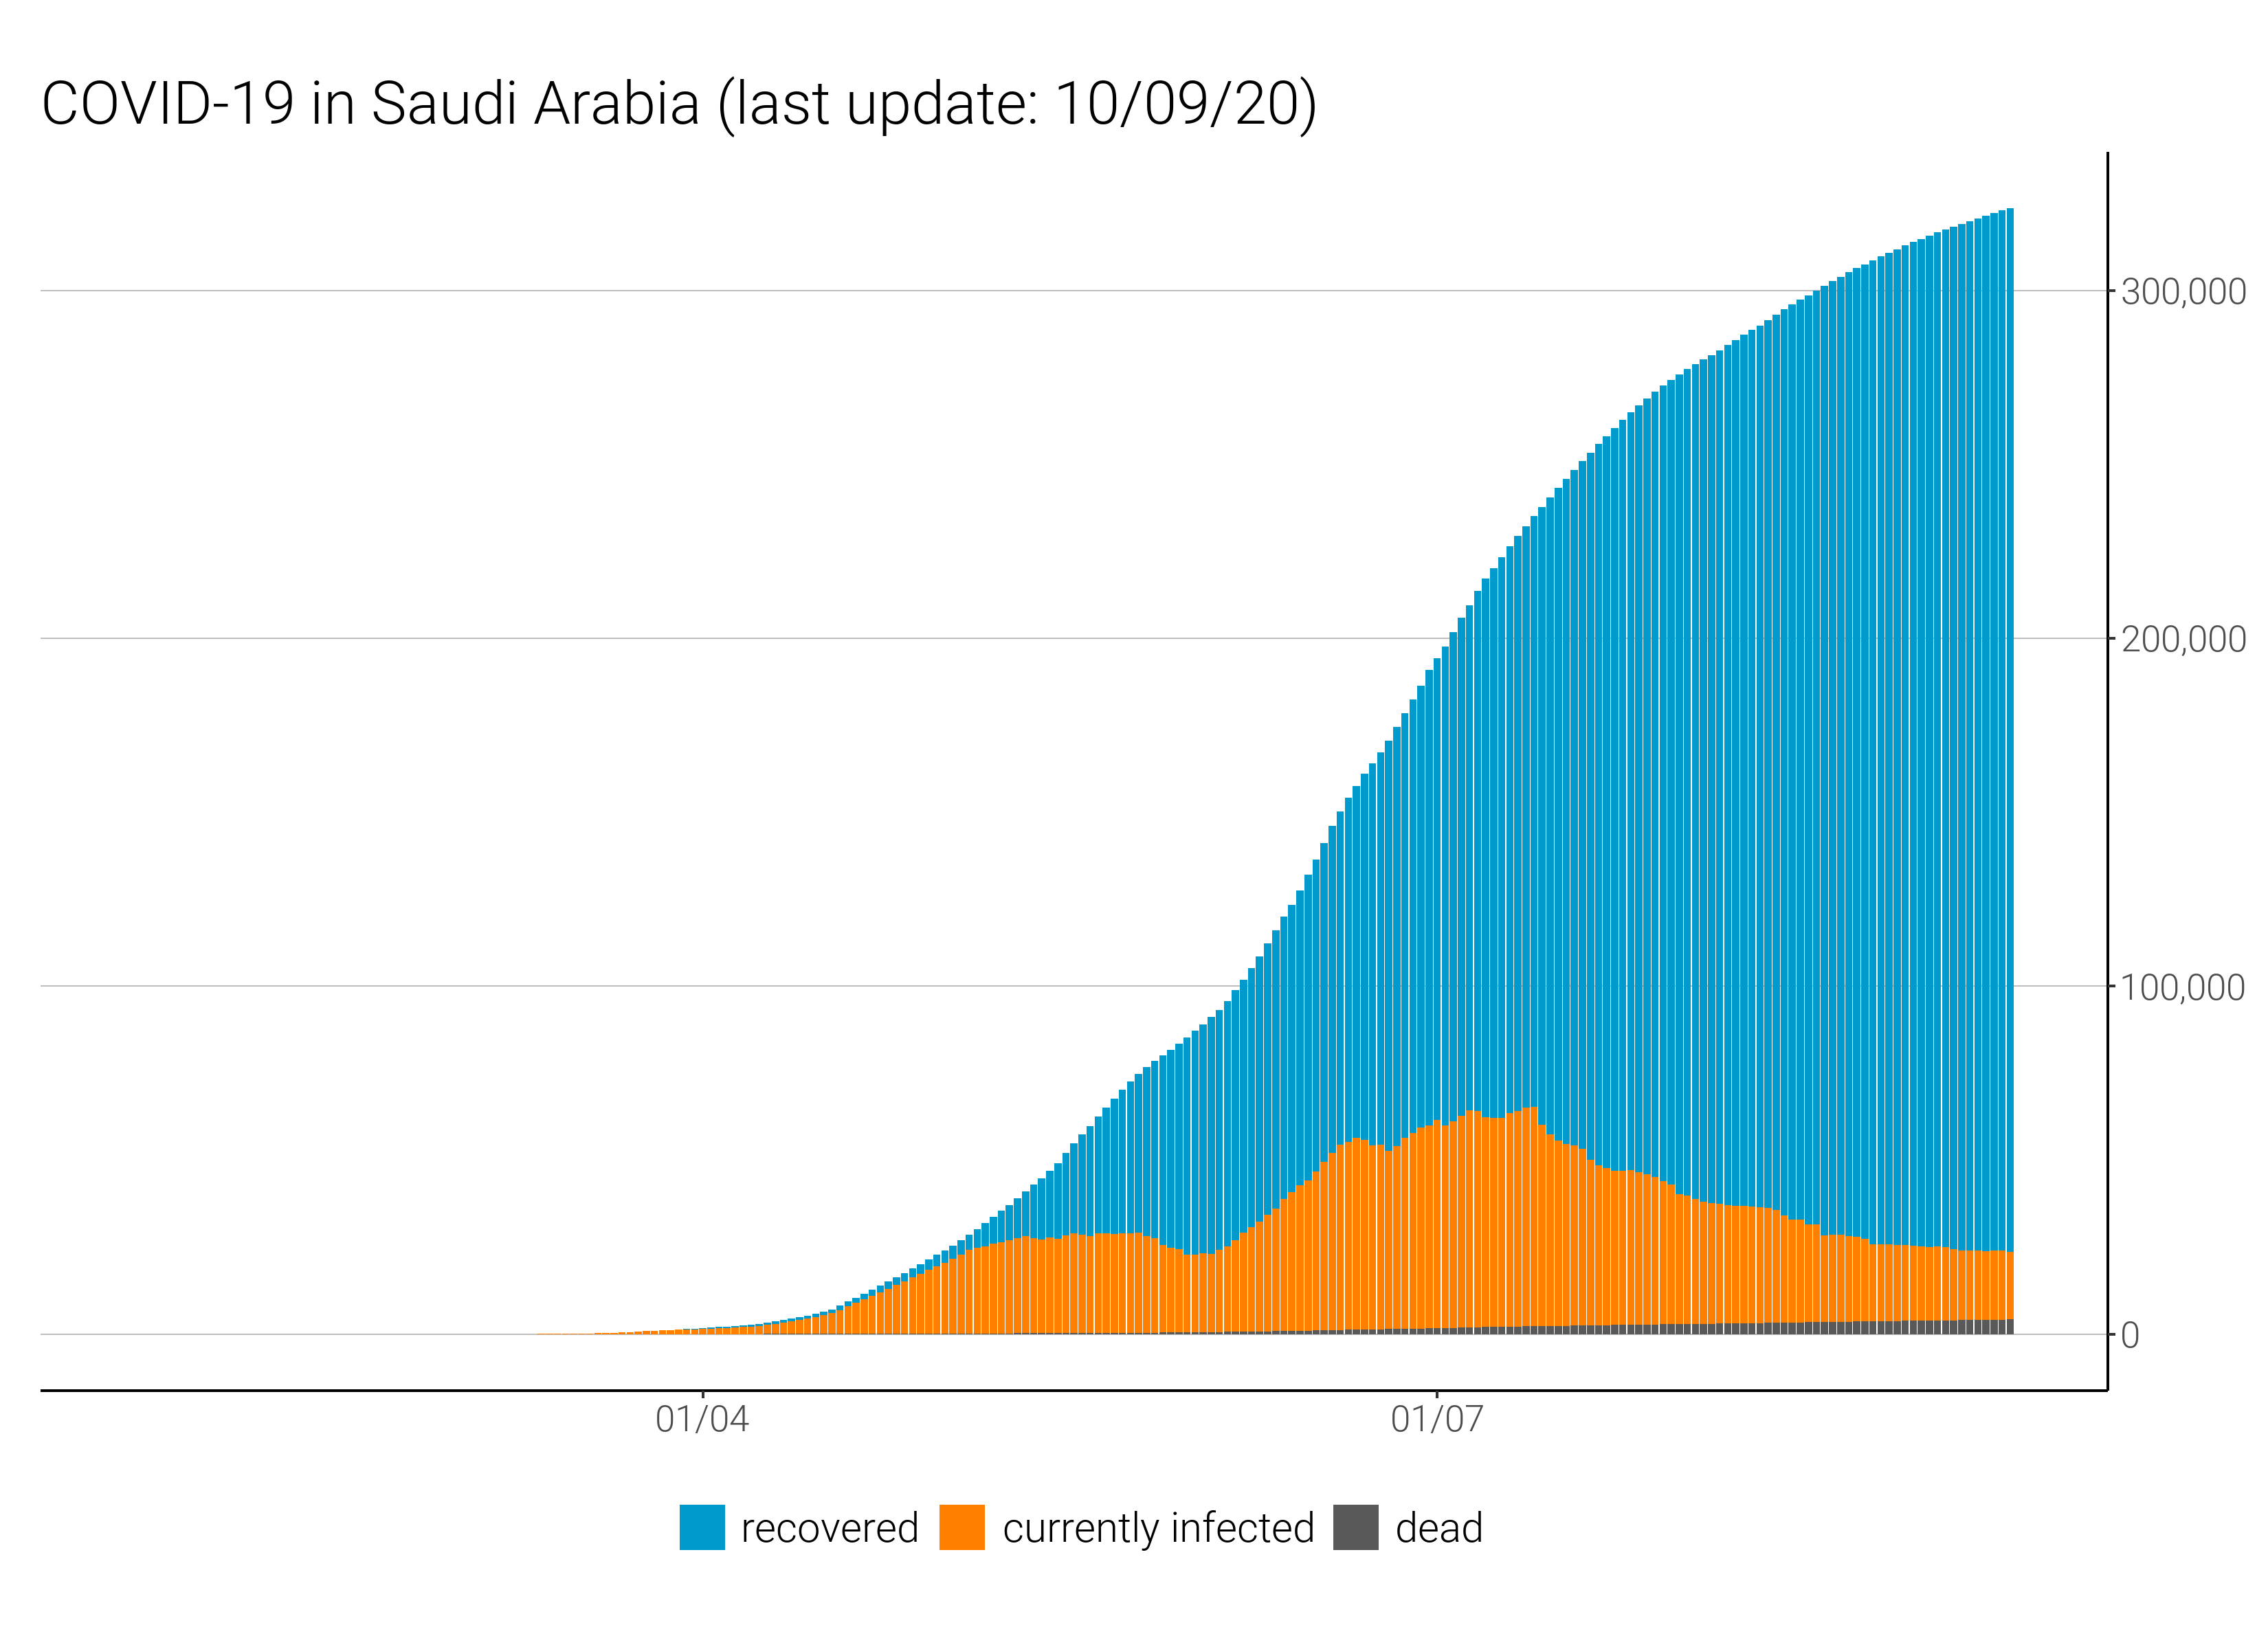 COVID-19 in Saudi Arabia (last update: 10/09/20)
300,000
200,000
100,000
0
01/04 01/07
recovered currently infected dead